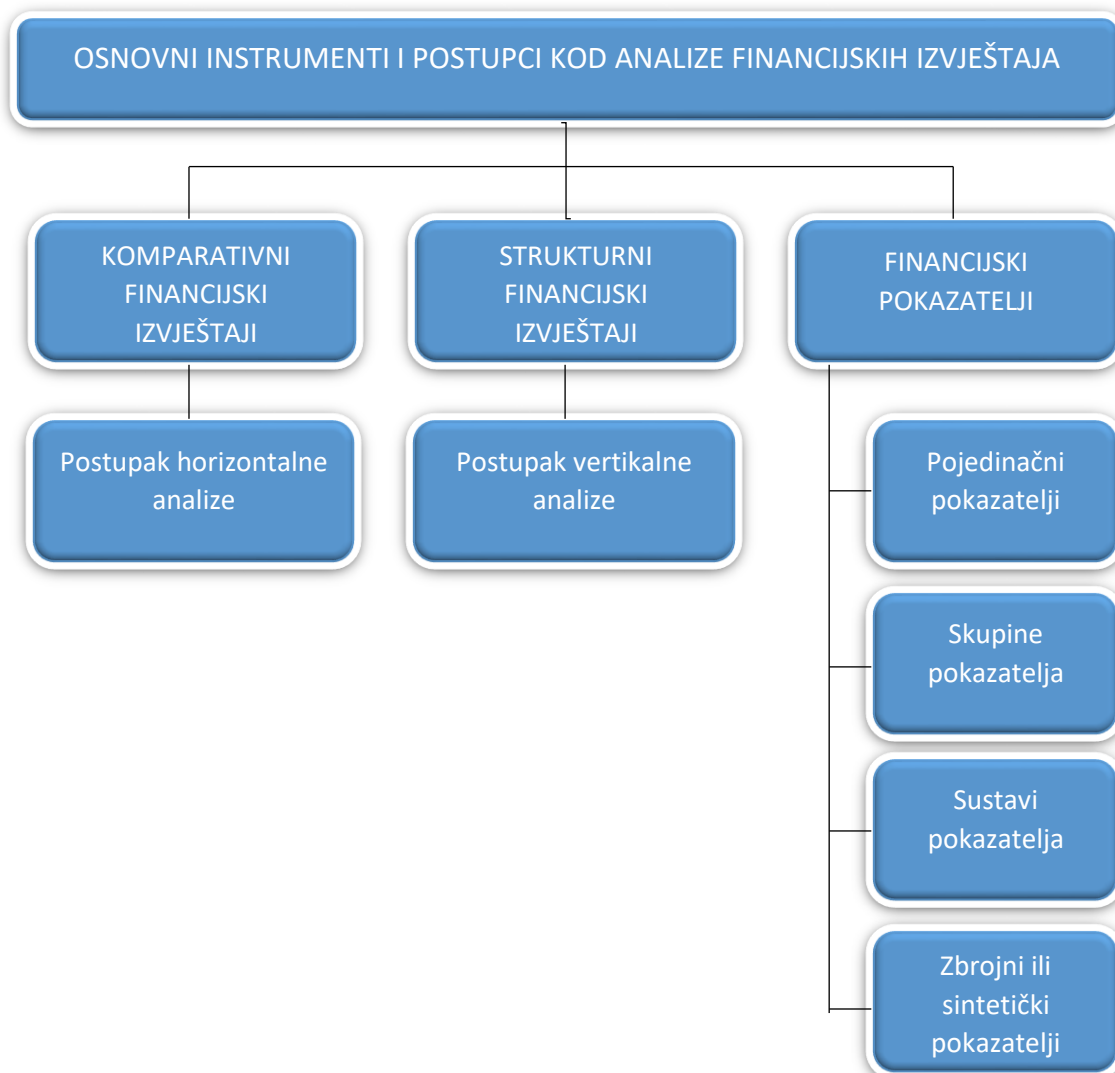 OSNOVNI INSTRUMENTI I POSTUPCI KOD ANALIZE FINANCIJSKIH IZVJEŠTAJA
KOMPARATIVNI
FINANCIJSKI
IZVJEŠTAJI
STRUKTURNI
FINANCIJSKI
IZVJEŠTAJI
FINANCIJSKI
POKAZATELJI
Postupak horizontalne
analize
Postupak vertikalne
analize
Pojedinačni
pokazatelji
Skupine
pokazatelja
Sustavi
pokazatelja
Zbrojni ili
sintetički
pokazatelji